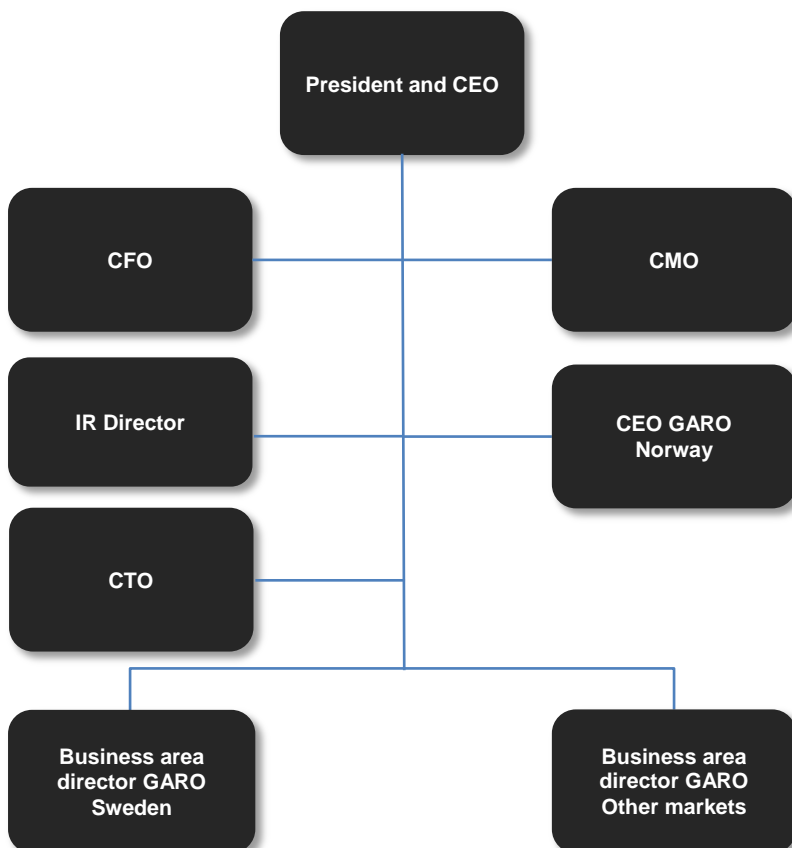 President and CEO
CFO
CMO
IR Director
CEO GARO
Norway
CTO
Business area
director GARO
Sweden
Business area
director GARO
Other markets